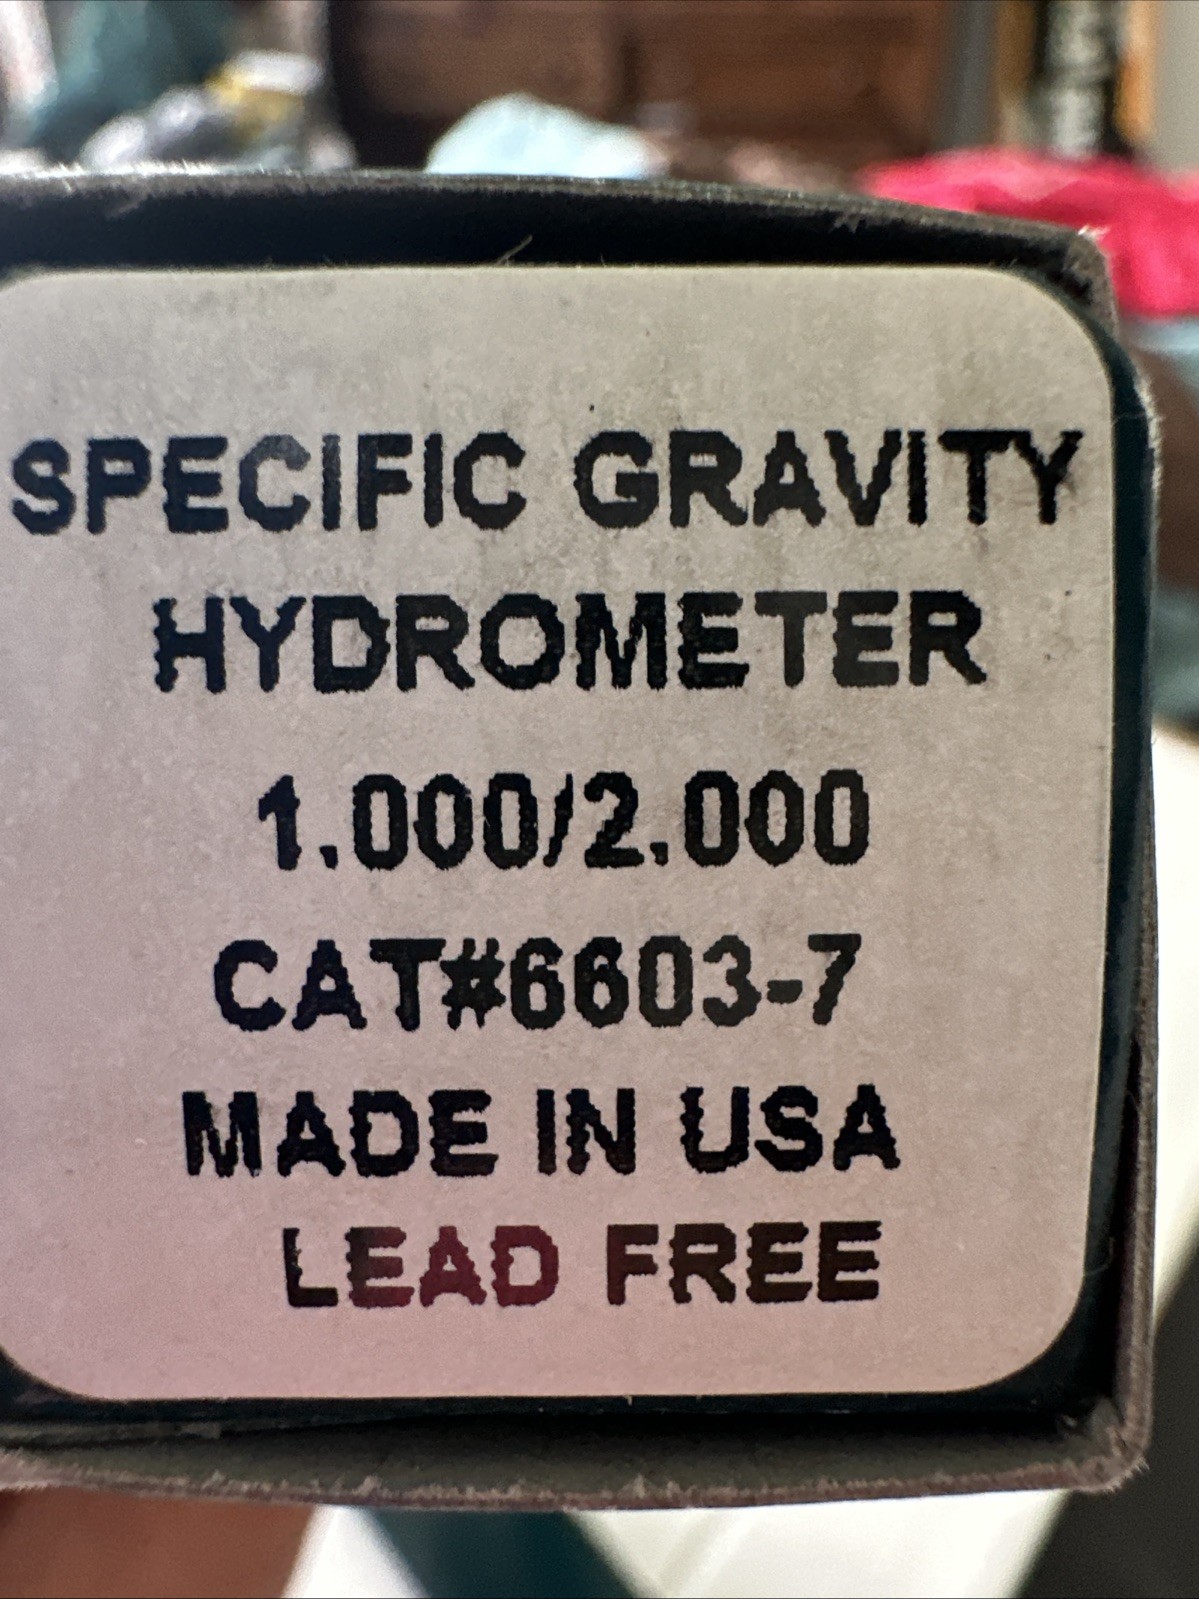 SPECIFIC GRAVITY
HYDROMETER
1.000/2.000
CAT#6603-7
MADE IN USA
LEAD FREE